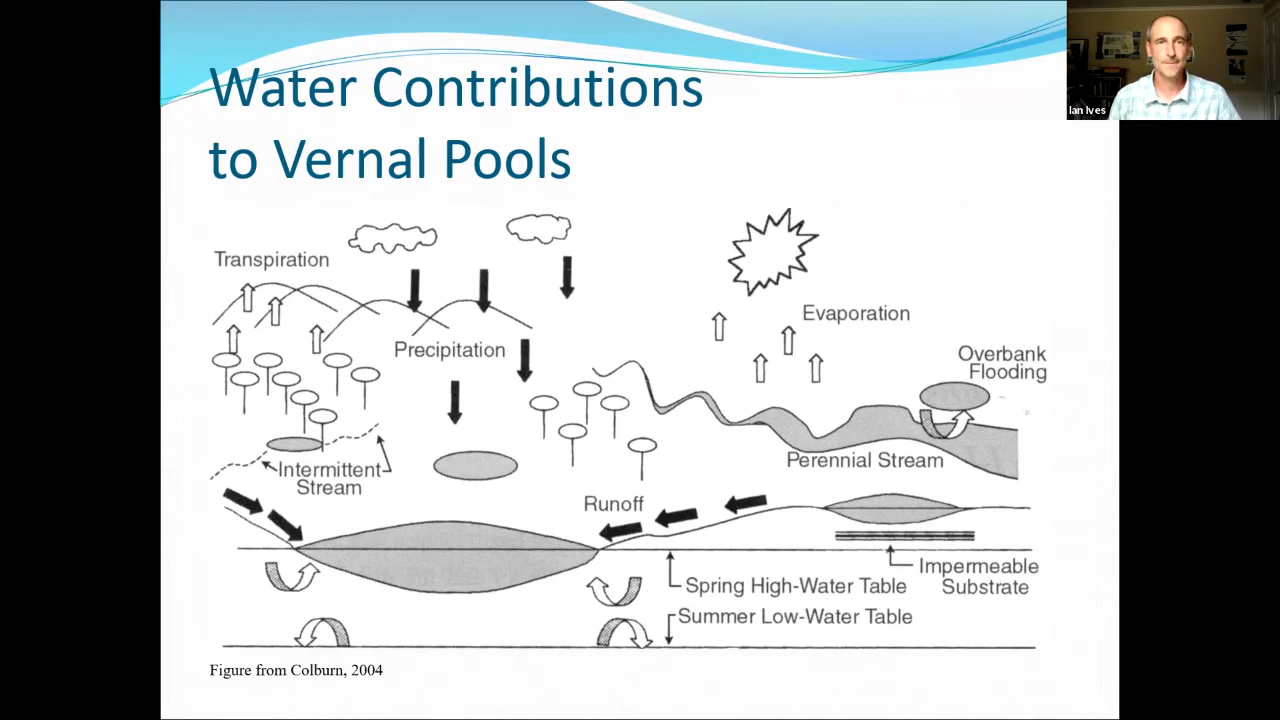 Water Contributions
to Vernal Pools
Ian Ives
Transpiration
Precipitation
Evaporation
Overbank
Flooding
Intermittent
Stream
Perennial Stream
Runoff
Impermeable
Substrate
Spring High-Water Table
Summer Low-Water Table
Figure from Colburn, 2004